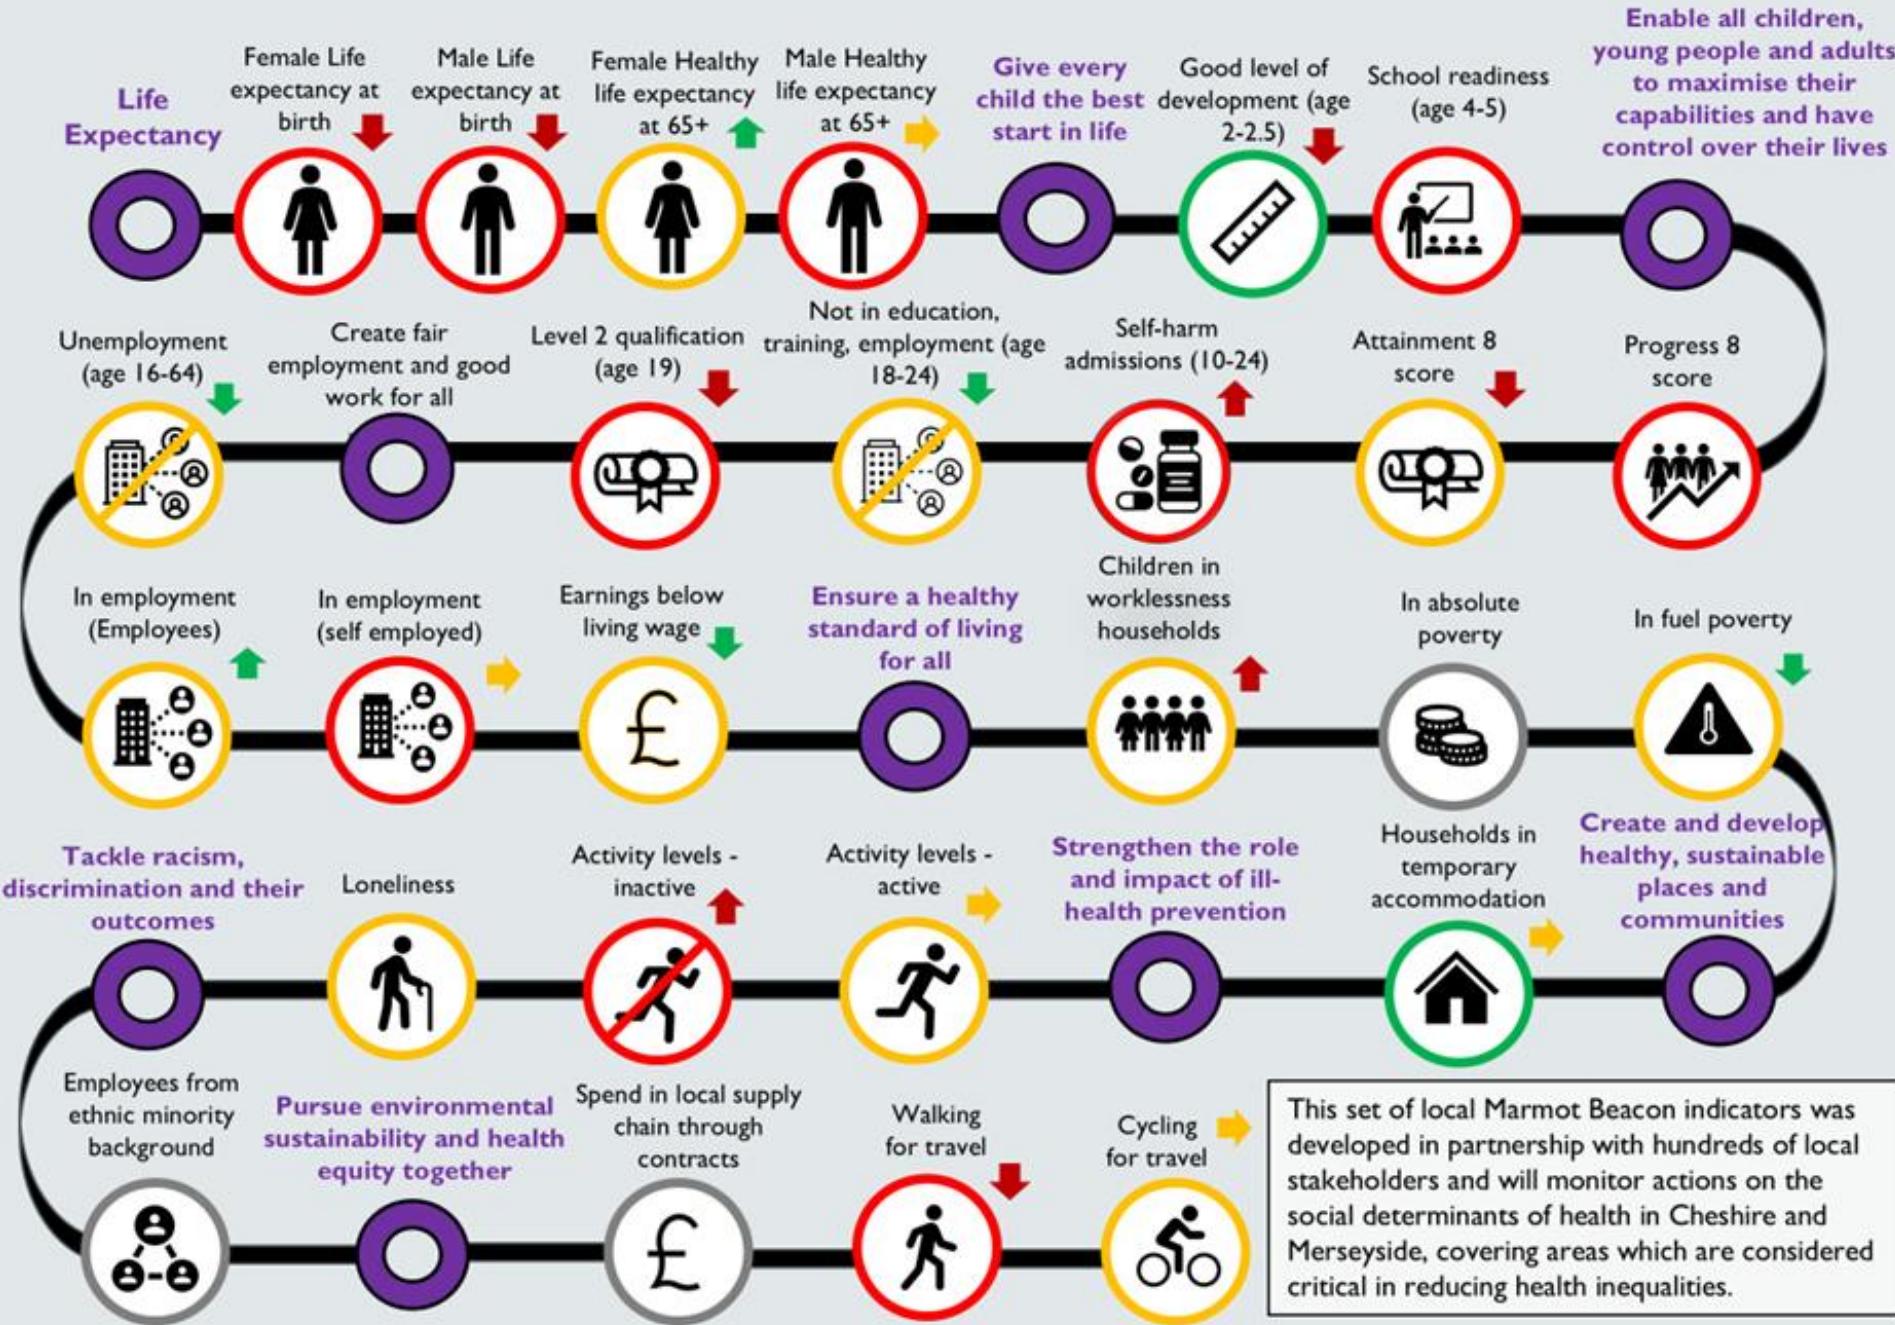 Life
Expectancy
Female Life
expectancy at
birth
Male Life
expectancy at
birth
Female Healthy
life expectancy
at 65+
Male Healthy
life expectancy
at 65+
Give every
child the best
start in life
Good level of
development (age
2-2.5)
School readiness
(age 4-5)
Enable all children,
young people and adults
to maximise their
capabilities and have
control over their lives
Unemployment
(age 16-64)
Create fair
employment and good
work for all
Level 2 qualification
(age 19)
Not in education,
training, employment (age
18-24)
Self-harm
admissions (10-24)
Attainment 8
score
Progress 8
score
In employment
(Employees)
In employment
(self employed)
Earnings below
living wage
£
Ensure a healthy
standard of living
for all
Children in
worklessness
households
In absolute
poverty
In fuel poverty
Tackle racism,
discrimination and their
outcomes
Loneliness
Activity levels -
inactive
Activity levels -
active
Strengthen the role
and impact of ill-
health prevention
Households in
temporary
accommodation
Create and develop
healthy, sustainable
places and
communities
Employees from
ethnic minority
background
Pursue environmental
sustainability and health
equity together
Spend in local supply
chain through
contracts
£
Walking
for travel
Cycling
for travel
This set of local Marmot Beacon indicators was
developed in partnership with hundreds of local
stakeholders and will monitor actions on the
social determinants of health in Cheshire and
Merseyside, covering areas which are considered
critical in reducing health inequalities.